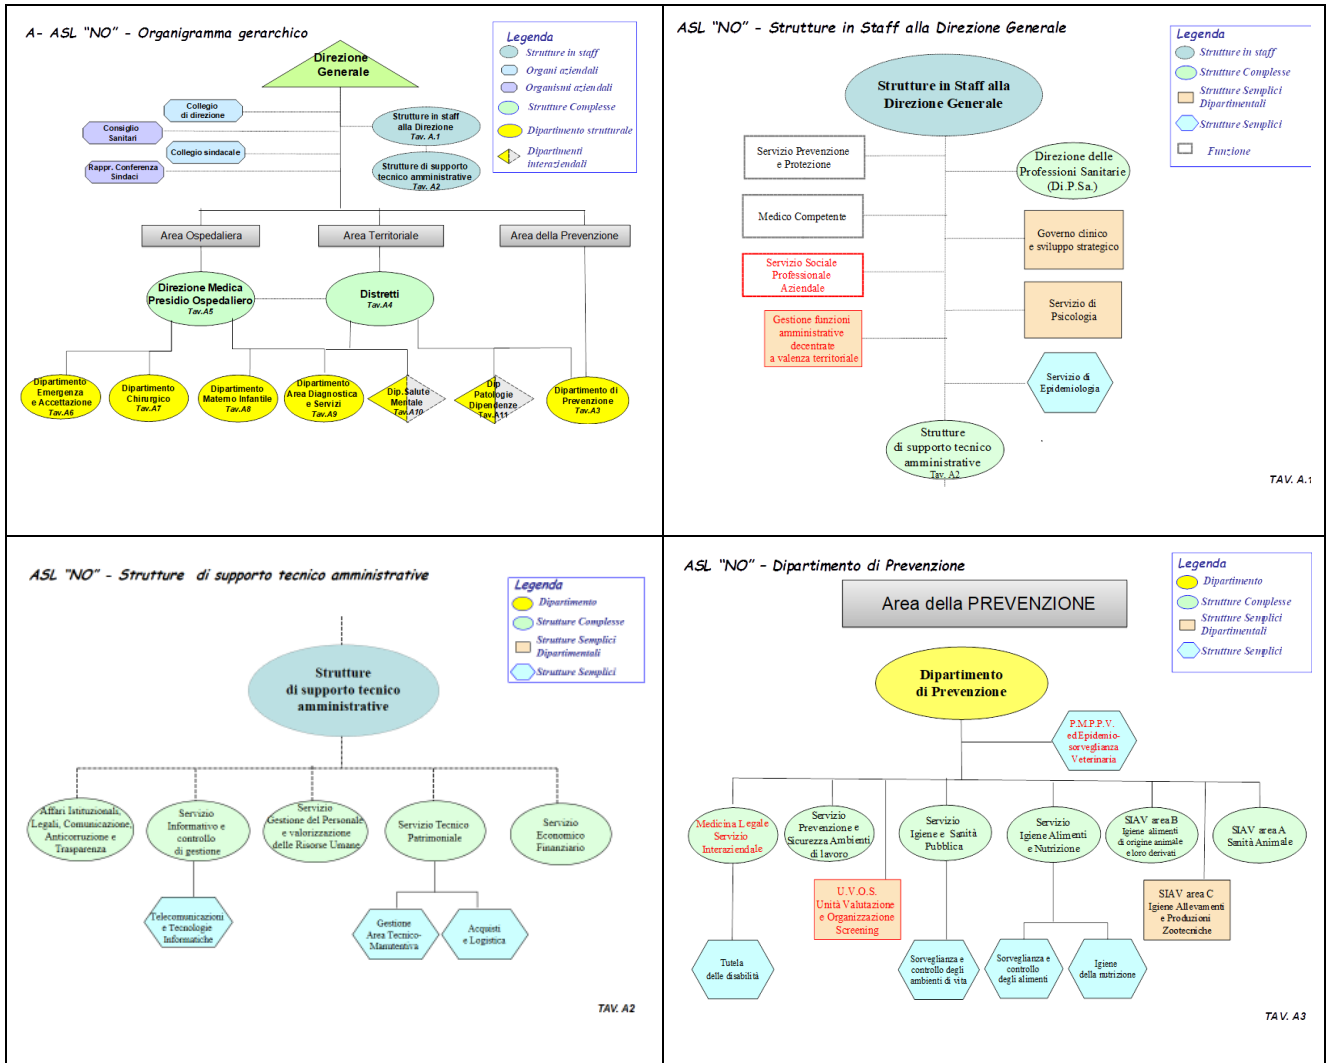 A- ASL “NO” - Organigramma gerarchico
Legenda
Strutture in staff
Organi aziendali
Organismi aziendali
Strutture Complesse
Dipartimento strutturale
Dipartimenti
interaziendali
Direzione
Generale
Collegio
di direzione
Consiglio
Sanitari
Collegio sindacale
Rappr. Conferenza
Sindaci
Strutture in staff
alla Direzione
Tav. A.1
Strutture di supporto
tecnico amministrative
Tav. A2
Area Ospedaliera
Area Territoriale
Area della Prevenzione
Direzione Medica
Presidio Ospedaliero
Tav.A5
Distretti
Tav.A4
Dipartimento
Emergenza
e Accettazione
Tav.A6
Dipartimento
Chirurgico
Tav.A7
Dipartimento
Materno Infantile
Tav.A8
Dipartimento
Area Diagnostica
e Servizi
Tav.A9
Dip.Salute
Mentale
Tav.A10
Dip
Patologie
Dipendenze
Tav.A11
Dipartimento di
Prevenzione
Tav.A3
ASL “NO” - Strutture in Staff alla Direzione Generale
Legenda
Strutture in staff
Strutture Complesse
Strutture Semplici
Dipartimentali
Strutture Semplici
Funzione
Strutture in Staff alla
Direzione Generale
Servizio Prevenzione
e Protezione
Direzione delle
Professioni Sanitarie
(Di.P.Sa.)
Medico Competente
Governo clinico
e sviluppo strategico
Servizio Sociale
Professionale
Aziendale
Servizio di
Psicologia
Gestione funzioni
amministrative
decentrate
a valenza territoriale
Servizio di
Epidemiologia
Strutture
di supporto tecnico
amministrative
Tav. A2
TAV. A.1
ASL “NO” - Strutture di supporto tecnico amministrative
Legenda
Dipartimento
Strutture Complesse
Strutture Semplici
Dipartimentali
Strutture Semplici
Strutture
di supporto tecnico
amministrative
Affari Istituzionali,
Legali, Comunicazione,
Anticorruzione e
Trasparenza
Servizio
Informativo e
controllo
di gestione
Servizio
Gestione del Personale
e valorizzazione
delle Risorse Umane
Servizio Tecnico
Patrimoniale
Servizio
Economico
Finanziario
Telecomunicazioni
e Tecnologie
Informatiche
Gestione
Area Tecnico-
Manutentiva
Acquisti
e Logistica
TAV. A2
ASL “NO” - Dipartimento di Prevenzione
Area della PREVENZIONE
Legenda
Dipartimento
Strutture Complesse
Strutture Semplici
Dipartimentali
Strutture Semplici
Dipartimento
di Prevenzione
P.M.P.P.V.
ed Epidemio-
sorveglianza
Veterinaria
Medicina Legale
Servizio
Interaziendale
Servizio
Prevenzione e
Sicurezza Ambienti
di lavoro
Servizio
Igiene e Sanità
Pubblica
Servizio
Igiene Alimenti
e Nutrizione
SIAV area B
Igiene alimenti
di origine animale
e loro derivati
SIAV area A
Sanità Animale
U.V.O.S.
Unità Valutazione
e Organizzazione
Screening
SIAV area C
Igiene Allevamenti
e Produzioni
Zootecniche
Tutela
delle disabilità
Sorveglianza e
controllo degli
ambienti di vita
Sorveglianza e
controllo
degli alimenti
Igiene
della nutrizione
TAV. A3